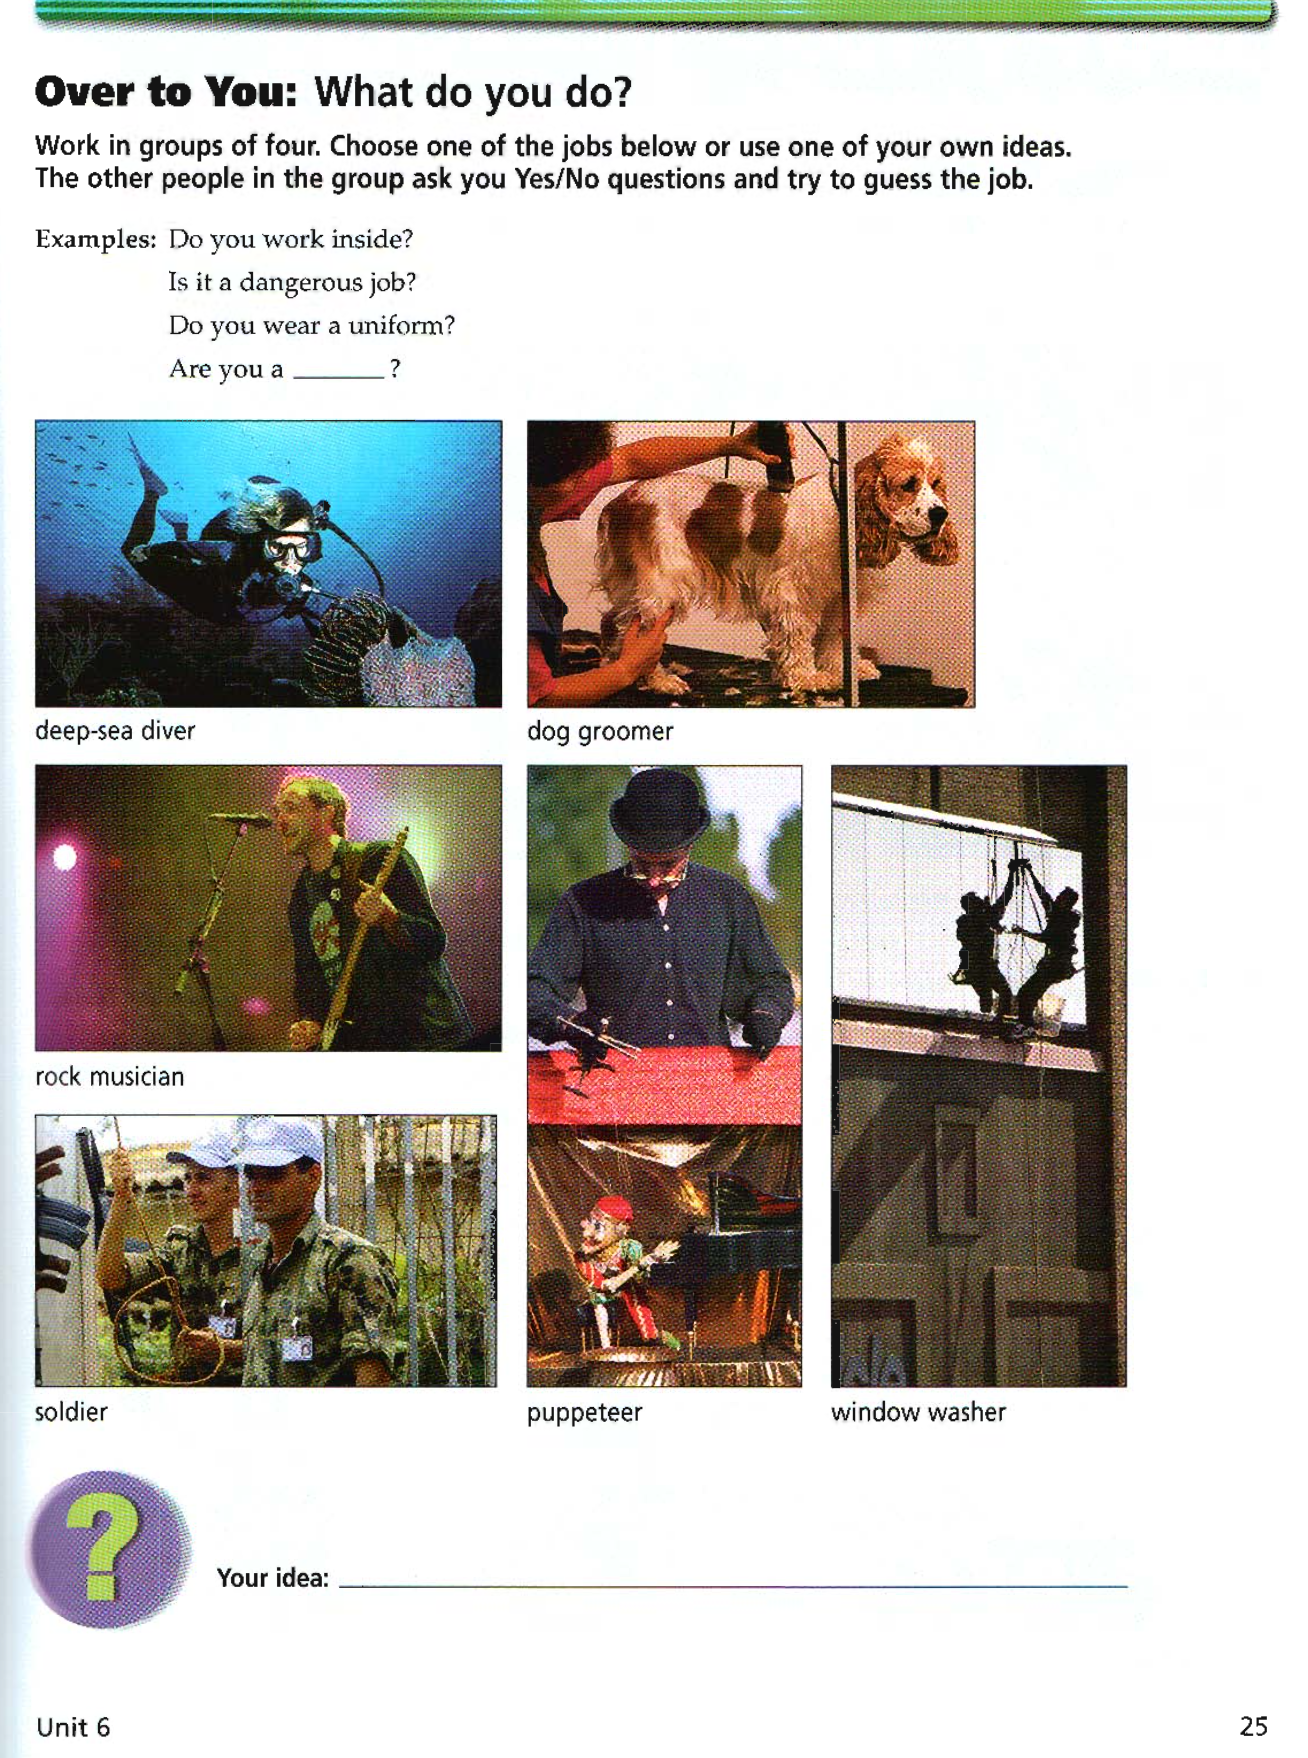 Over to You: What do you do?
Work in groups of four. Choose one of the jobs below or use one of your own ideas.
The other people in the group ask you Yes/No questions and try to guess the job.
Examples: Do you work inside?
Is it a dangerous job?
Do you wear a uniform?
Are you a _______ ?
deep-sea diver
dog groomer
rock musician
soldier
puppeteer
window washer
?
Your idea: ____________________
Unit 6
25